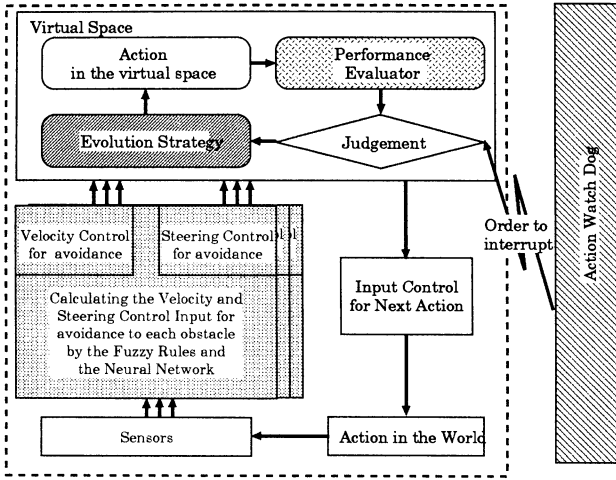 Virtual Space
Action
in the virtual space
Performance
Evaluator
Evolution Strategy
Judgement
Velocity Control
for avoidance
Steering Control
for avoidance
Calculating the Velocity and
Steering Control Input for
avoidance to each obstacle
by the Fuzzy Rules and
the Neural Network
Input Control
for Next Action
Order to
interrupt
Action Watch Dog
Sensors
Action in the World